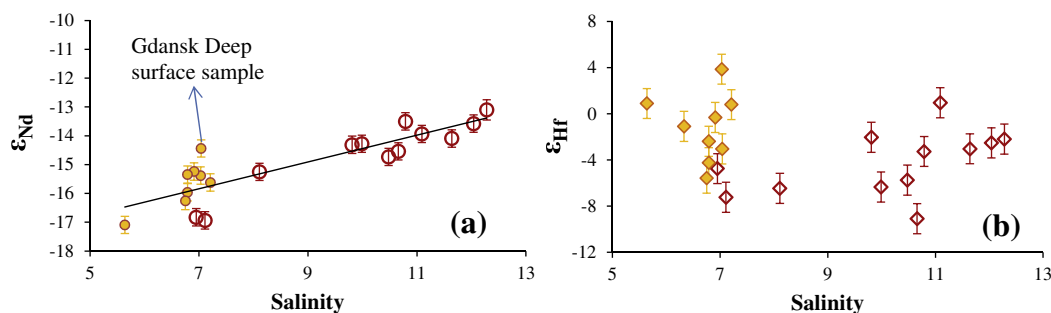 -10
-11
-12
-13
-14
-15
-16
-17
-18
εNd
Gdansk Deep
surface sample
(a)
5 7 9 11 13
Salinity
8
4
0
-4
-8
-12
εHf
(b)
5 7 9 11 13
Salinity